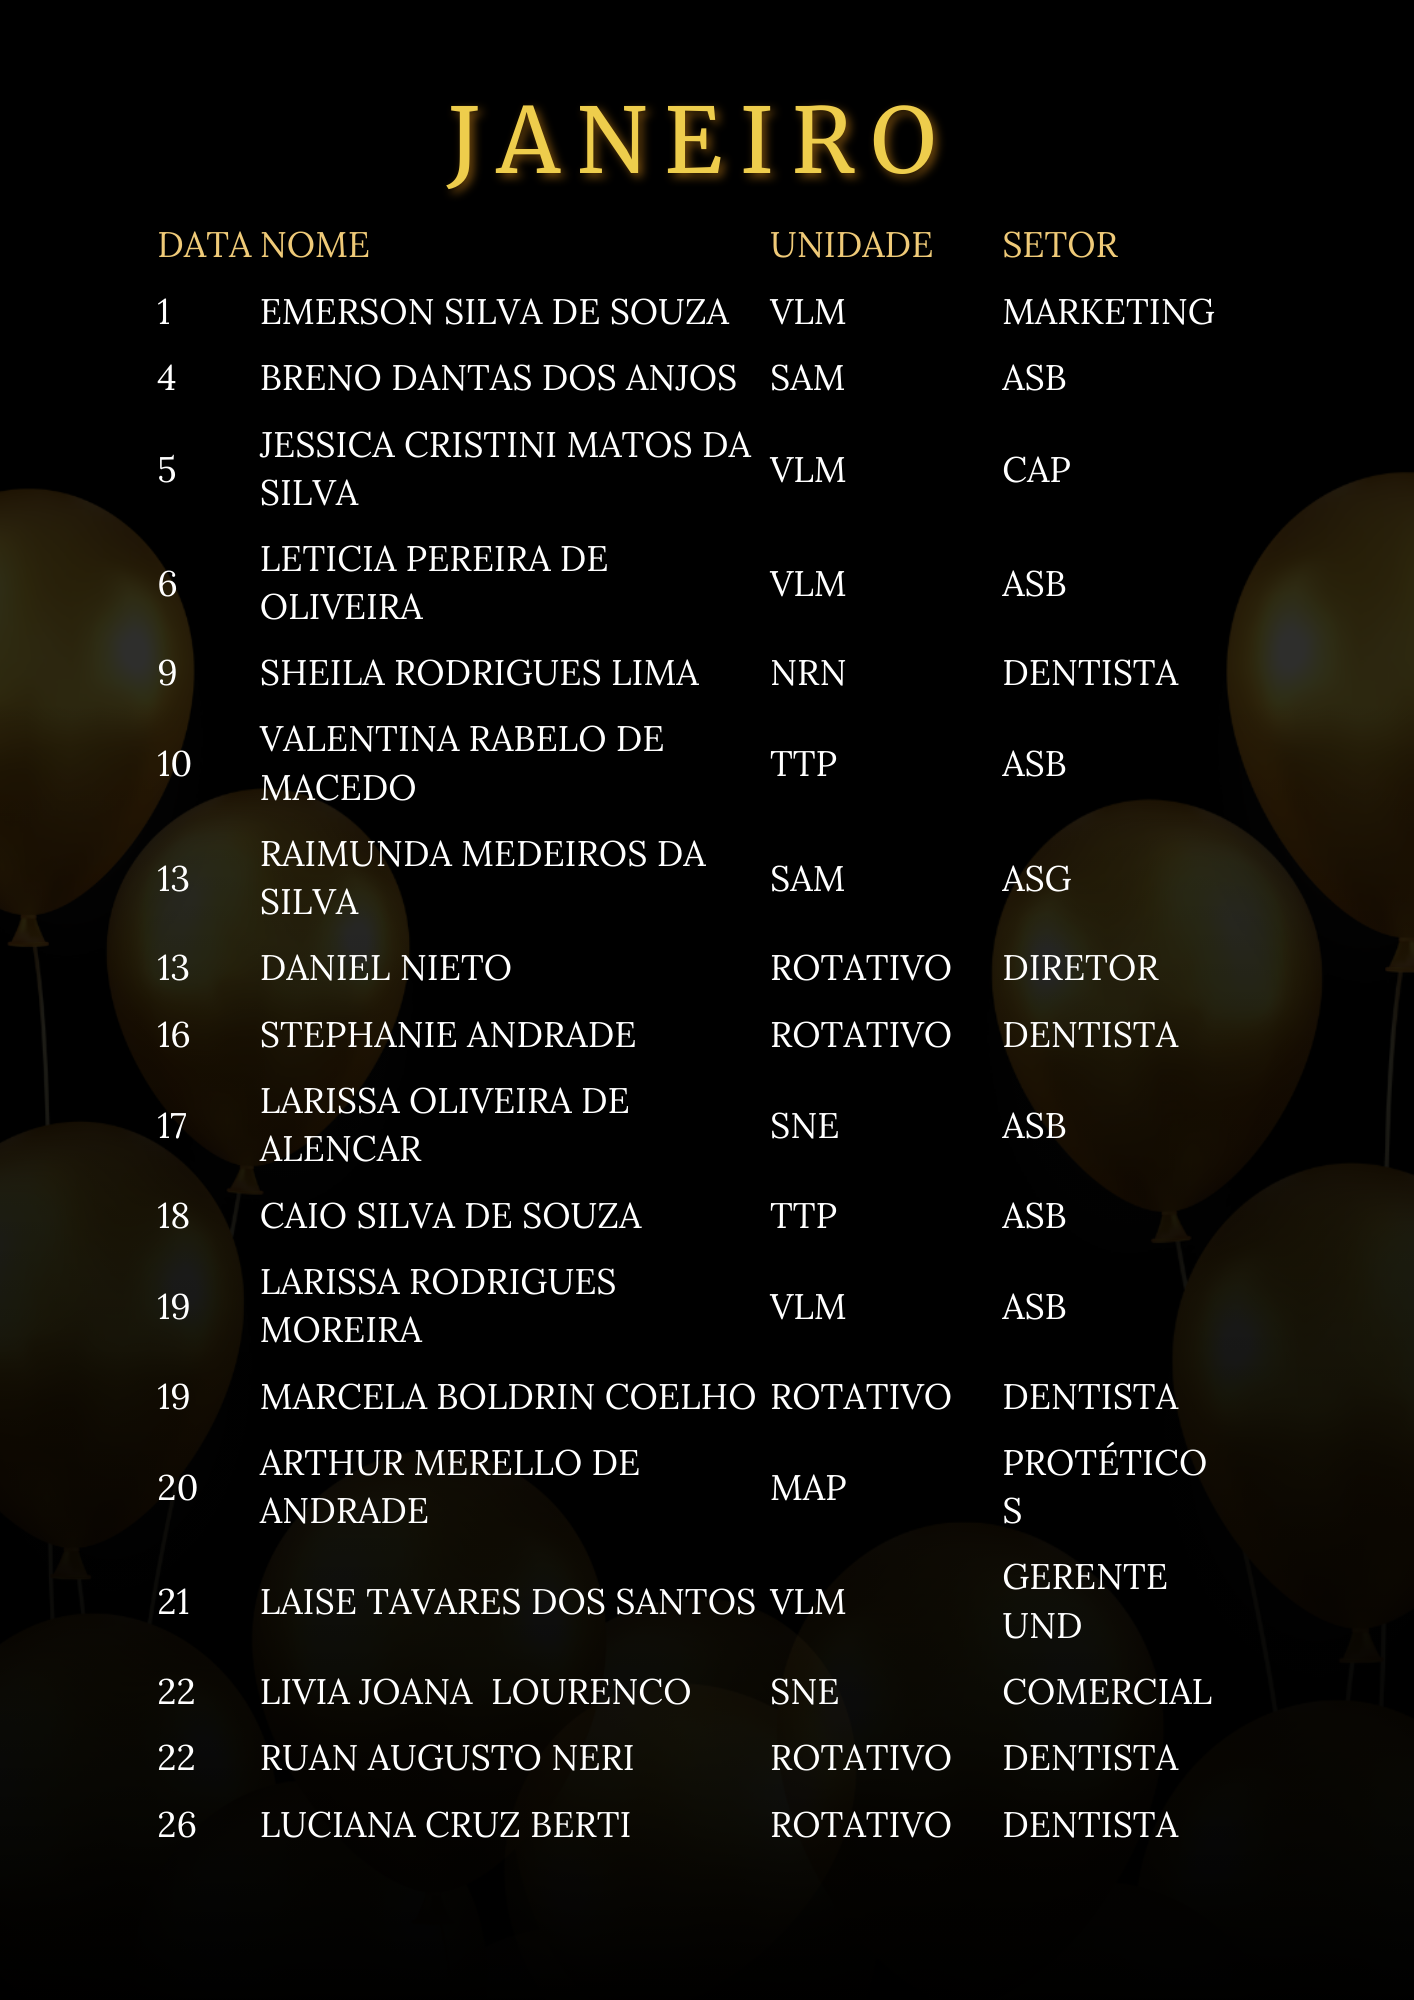 JANEIRO
DATA NOME UNIDADE SETOR
1 EMERSON SILVA DE SOUZA VLM MARKETING
4 BRENO DANTAS DOS ANJOS SAM ASB
5 JESSICA CRISTINI MATOS DA
SILVA VLM CAP
6 LETICIA PEREIRA DE
OLIVEIRA VLM ASB
9 SHEILA RODRIGUES LIMA NRN DENTISTA
10 VALENTINA RABELO DE
MACEDO TTP ASB
13 RAIMUNDA MEDEIROS DA
SILVA SAM ASG
13 DANIEL NIETO ROTATIVO DIRETOR
16 STEPHANIE ANDRADE ROTATIVO DENTISTA
17 LARISSA OLIVEIRA DE
ALENCAR SNE ASB
18 CAIO SILVA DE SOUZA TTP ASB
19 LARISSA RODRIGUES
MOREIRA VLM ASB
19 MARCELA BOLDRIN COELHO ROTATIVO DENTISTA
20 ARTHUR MERELLO DE
ANDRADE MAP PROTÉTICO
S
21 LAISE TAVARES DOS SANTOS VLM GERENTE
UND
22 LIVIA JOANA  LOURENCO SNE COMERCIAL
22 RUAN AUGUSTO NERI ROTATIVO DENTISTA
26 LUCIANA CRUZ BERTI ROTATIVO DENTISTA